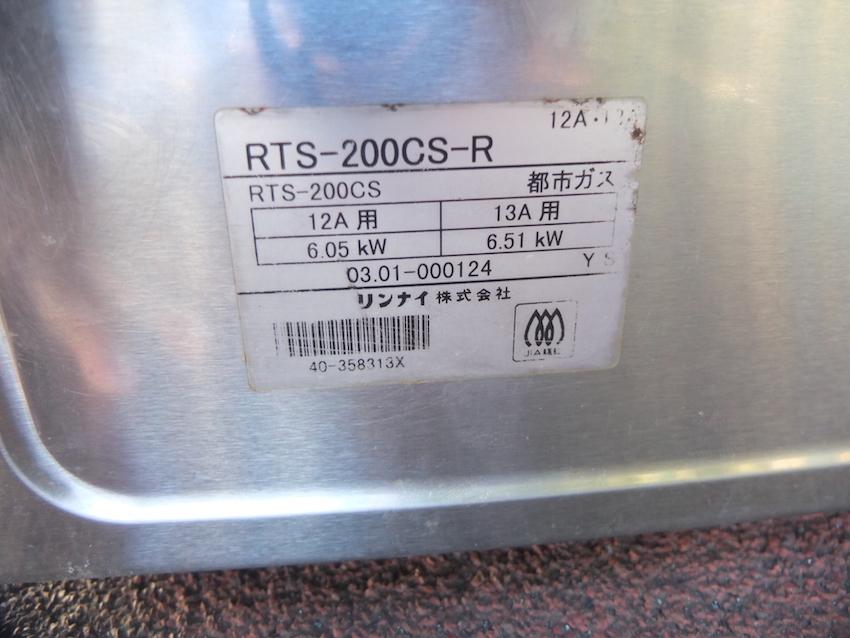 12A・13A
RTS-200CS-R
RTS-200CS 都市ガス
12A 用 13A 用
6.05 kW 6.51 kW
03.01-000124 Y S
リンナイ 株式会社
40-358313X